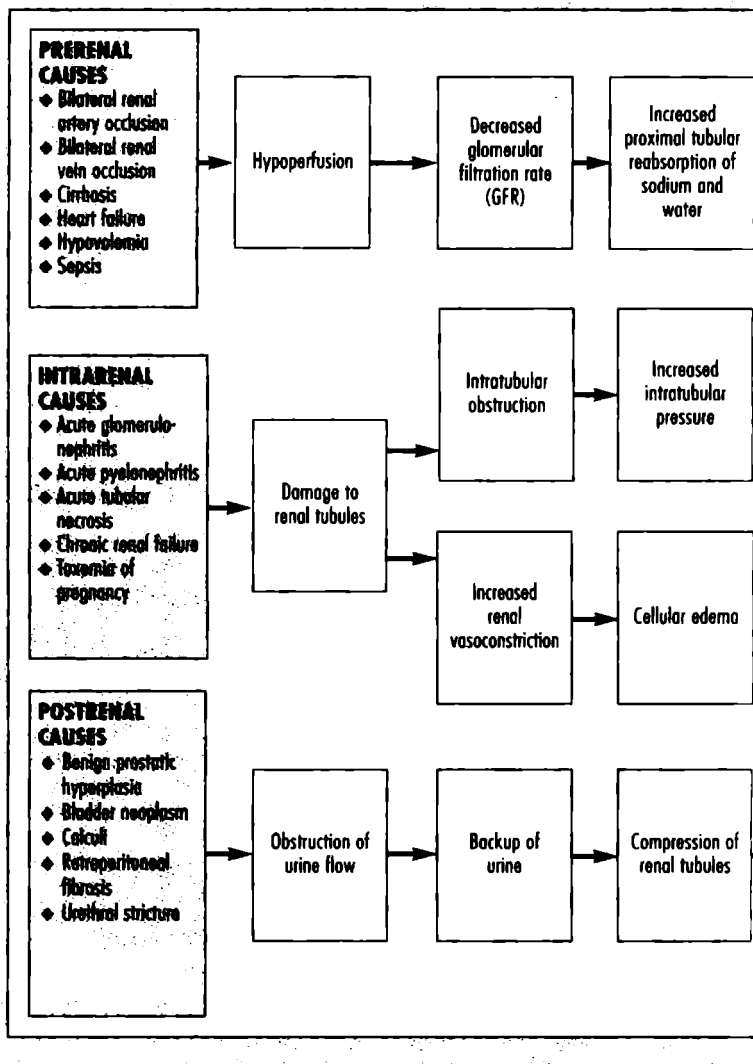 PRERENAL
CAUSES
◆ Bilateral renal
artery occlusion
◆ Bilateral renal
vein occlusion
◆ Cirrhosis
◆ Heart failure
◆ Hypovolemia
◆ Sepsis
Hypoperfusion
Decreased
glomerular
filtration rate
(GFR)
Increased
proximal tubular
reabsorption of
sodium and
water
INTRARENAL
CAUSES
◆ Acute glomerulo-
nephritis
◆ Acute pyelonephritis
◆ Acute tubular
necrosis
◆ Chronic renal failure
◆ Toxemia of
pregnancy
Damage to
renal tubules
Intratubular
obstruction
Increased
intratubular
pressure
Increased
renal
vasoconstriction
Cellular edema
POSTRENAL
CAUSES
◆ Benign prostatic
hyperplasia
◆ Bladder neoplasm
◆ Calculi
◆ Retroperitoneal
fibrosis
◆ Urethral stricture
Obstruction of
urine flow
Backup of
urine
Compression of
renal tubules